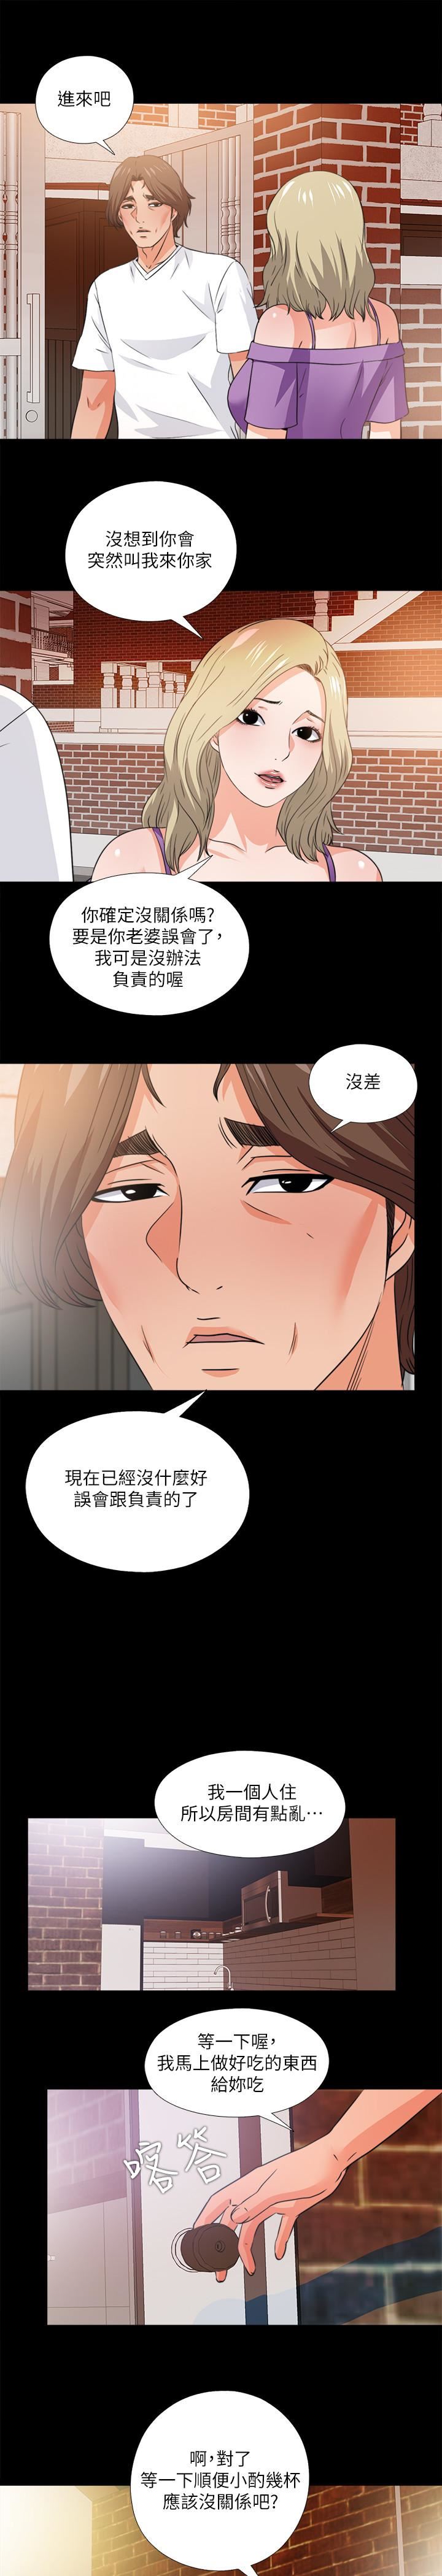 進來吧
沒想到你會
突然叫我來你家
你確定沒關係嗎?
要是你老婆誤會了,
我可是沒辦法
負責的喔
沒差
現在已經沒什麼好
誤會跟負責的了
我一個人住
所以房間有點亂…
等一下喔,
我馬上做好吃的東西
給妳吃
喀答
啊,對了
等一下順便小酌幾杯
應該沒關係吧?